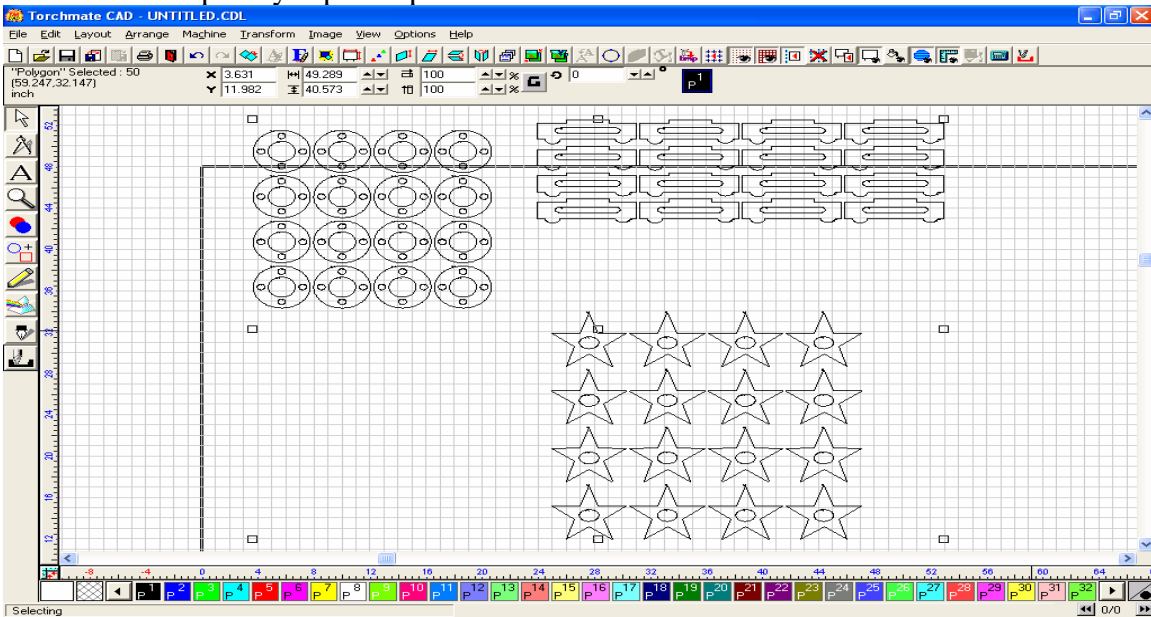 Torchmate CAD - UNTITLED.CDL
File Edit Layout Arrange Machine Transform Image View Options Help
"Polygon" Selected : 50
(59.247,32.147)
inch
X 3.631 49.289 100 % 0 °
Y 11.982 40.573 100 %
P1
52
48
44
40
36
32
28
24
20
16
12
-8 -4 0 4 8 12 16 20 24 28 32 36 40 44 48 52 56 60 64
P1 P2 P3 P4 P5 P6 P7 P8 P9 P10 P11 P12 P13 P14 P15 P16 P17 P18 P19 P20 P21 P22 P23 P24 P25 P26 P27 P28 P29 P30 P31 P32
Selecting 0/0